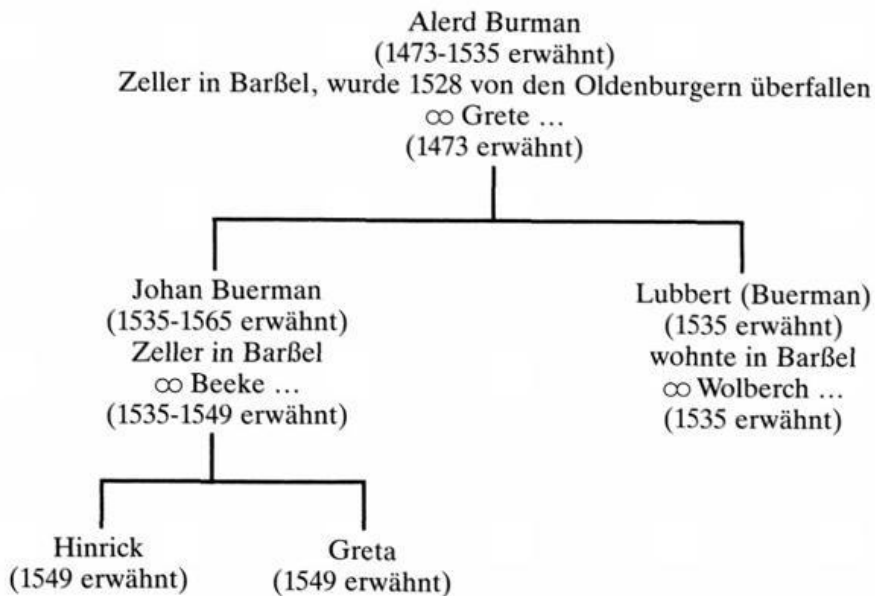 Alerd Burman
(1473-1535 erwähnt)
Zeller in Barßel, wurde 1528 von den Oldenburgern überfallen
∞ Grete ...
(1473 erwähnt)
Johan Buerman
(1535-1565 erwähnt)
Zeller in Barßel
∞ Beeke ...
(1535-1549 erwähnt)
Lubbert (Buerman)
(1535 erwähnt)
wohnte in Barßel
∞ Wolberch ...
(1535 erwähnt)
Hinrick
(1549 erwähnt)
Greta
(1549 erwähnt)